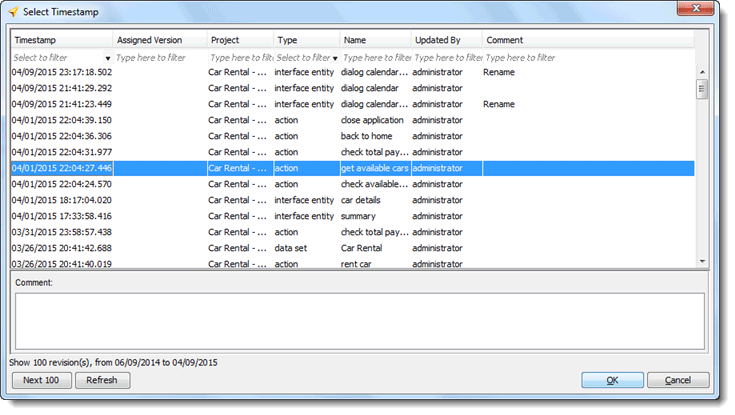 Select Timestamp
Timestamp Assigned Version Project Type Name Updated By Comment
Select to filter Type here to filter Type here to filt Select to filter Type here to filter Type here to filt Type here to filter
04/09/2015 23:17:18.502 Car Rental - ... interface entity dialog calendar... administrator Rename
04/09/2015 21:41:29.292 Car Rental - ... interface entity dialog calendar administrator
04/09/2015 21:41:23.449 Car Rental - ... interface entity dialog calendar... administrator Rename
04/01/2015 22:04:39.150 Car Rental - ... action close application administrator
04/01/2015 22:04:36.306 Car Rental - ... action back to home administrator
04/01/2015 22:04:31.977 Car Rental - ... action check total pay... administrator
04/01/2015 22:04:27.446 Car Rental - ... action get available cars administrator
04/01/2015 22:04:24.570 Car Rental - ... action check available... administrator
04/01/2015 18:17:04.020 Car Rental - ... interface entity car details administrator
04/01/2015 17:33:58.416 Car Rental - ... interface entity summary administrator
03/31/2015 23:58:57.438 Car Rental - ... action check total pay... administrator
03/26/2015 20:41:42.688 Car Rental - ... data set Car Rental administrator
03/26/2015 20:41:40.019 Car Rental - ... action rent car administrator
Comment:
Show 100 revision(s), from 06/09/2014 to 04/09/2015
Next 100 Refresh OK Cancel